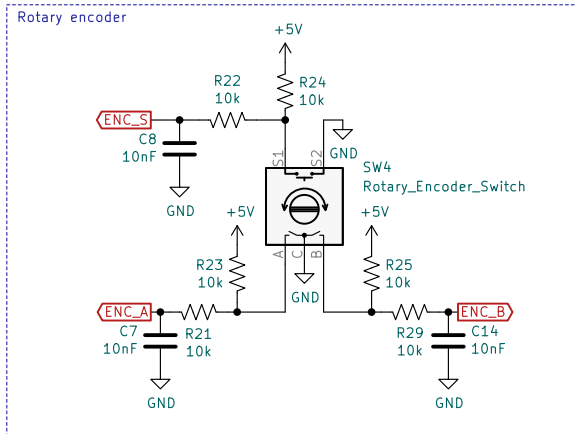 Rotary encoder
+5V
R22
10k
R24
10k
ENC_S
C8
10nF
GND
S1
S2
GND
SW4
Rotary_Encoder_Switch
+5V
+5V
A
C
B
R23
10k
GND
R25
10k
ENC_A
C7
10nF
R21
10k
GND
R29
10k
ENC_B
C14
10nF
GND